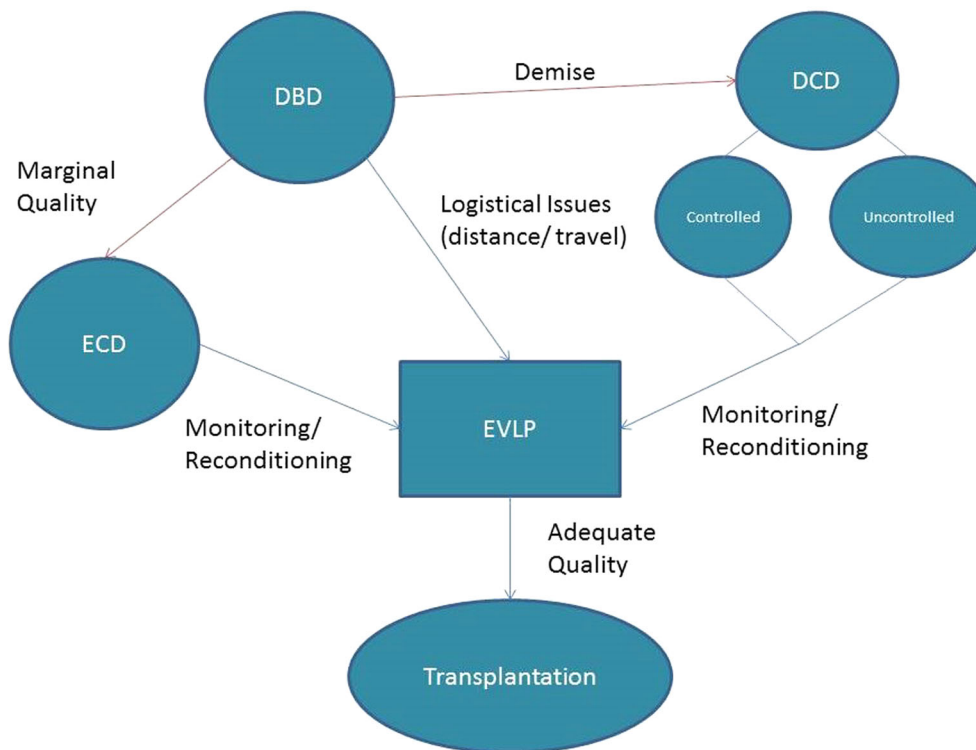 DBD
Demise
DCD
Marginal
Quality
Logistical Issues
(distance/ travel)
Controlled
Uncontrolled
ECD
Monitoring/
Reconditioning
EVLP
Monitoring/
Reconditioning
Adequate
Quality
Transplantation